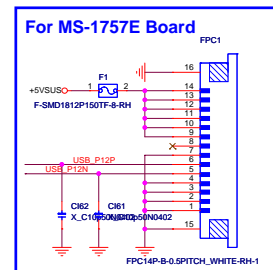 For MS-1757E Board
FPC1
16
F1
+5VSUS
1
2
14
13
12
11
10
9
8
7
6
5
4
3
2
1
15
F-SMD1812P150TF-8-RH
USB_P12P
USB_P12N
CI62
CI61
FPC14P-B-0.5PITCH_WHITE-RH-1